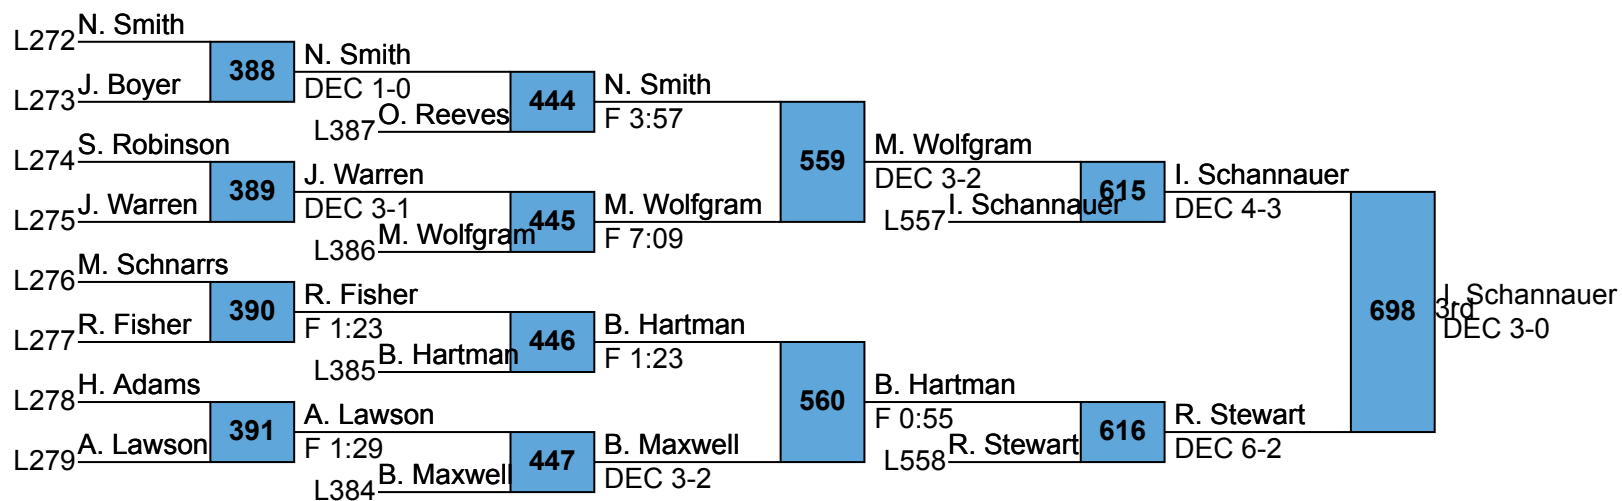 N. Smith
L272
388
N. Smith
DEC 1-0
J. Boyer
L273
444
N. Smith
F 3:57
O. Reeves
L387
S. Robinson
L274
559
M. Wolfgram
DEC 3-2
389
J. Warren
DEC 3-1
J. Warren
L275
445
M. Wolfgram
F 7:09
M. Wolfgram
L386
615
I. Schannauer
DEC 4-3
I. Schannauer
L557
M. Schnarrs
L276
390
R. Fisher
F 1:23
R. Fisher
L277
446
B. Hartman
F 1:23
B. Hartman
L385
698
3rd
I. Schannauer
DEC 3-0
H. Adams
L278
560
B. Hartman
F 0:55
391
A. Lawson
F 1:29
A. Lawson
L279
447
B. Maxwell
DEC 3-2
B. Maxwell
L384
616
R. Stewart
DEC 6-2
R. Stewart
L558